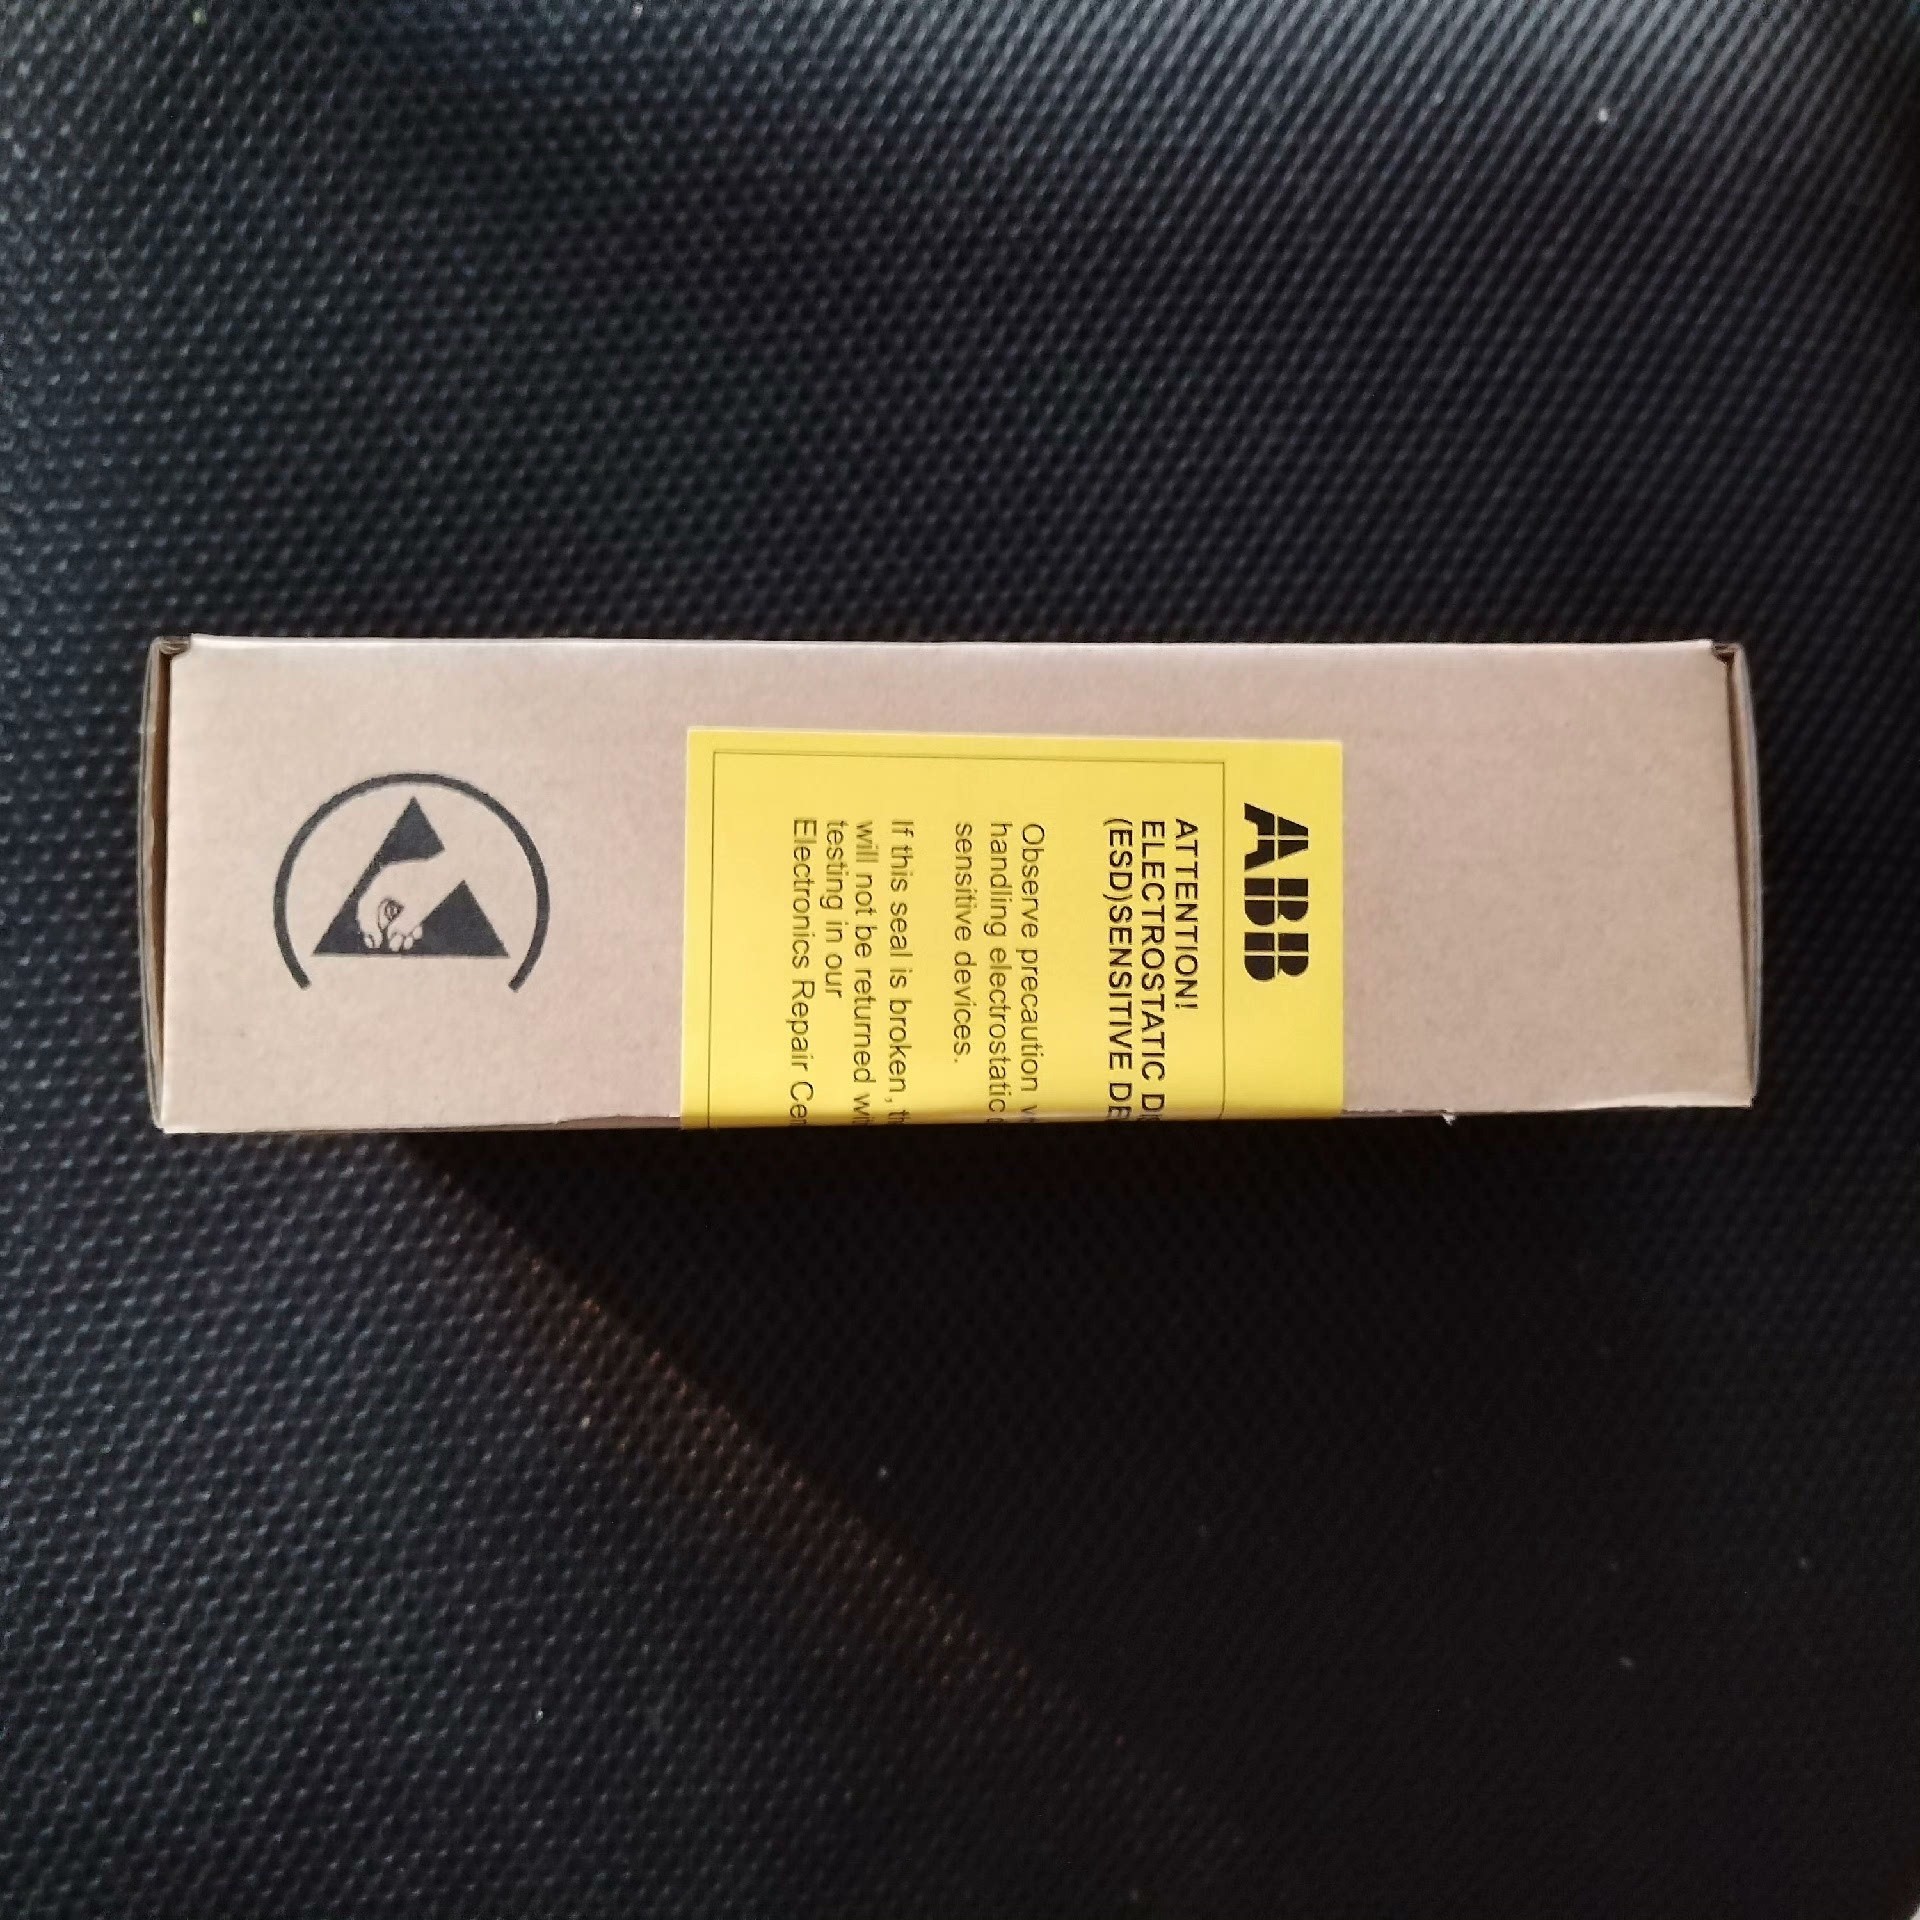 ABB
ATTENTION!
ELECTROSTATIC
(ESD)SENSITIVE
Observe precaution
handling electrostatic
sensitive devices.
If this seal is broken,
will not be returned
testing in our
Electronics Repair